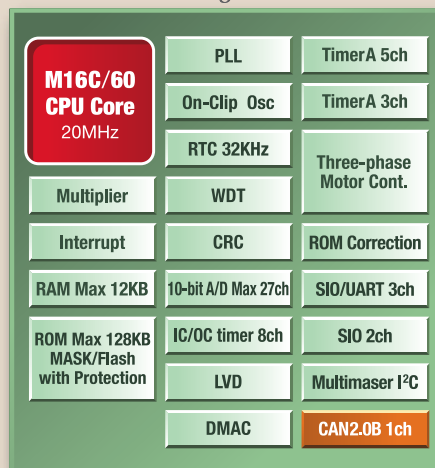 M16C/60
CPU Core
20MHz
Multiplier
Interrupt
RAM Max 12KB
ROM Max 128KB
MASK/Flash
with Protection
PLL
On-Clip Osc
RTC 32KHz
WDT
CRC
10-bit A/D Max 27ch
IC/OC timer 8ch
LVD
DMAC
TimerA 5ch
TimerA 3ch
Three-phase
Motor Cont.
ROM Correction
SIO/UART 3ch
SIO 2ch
Multimaser I²C
CAN2.0B 1ch